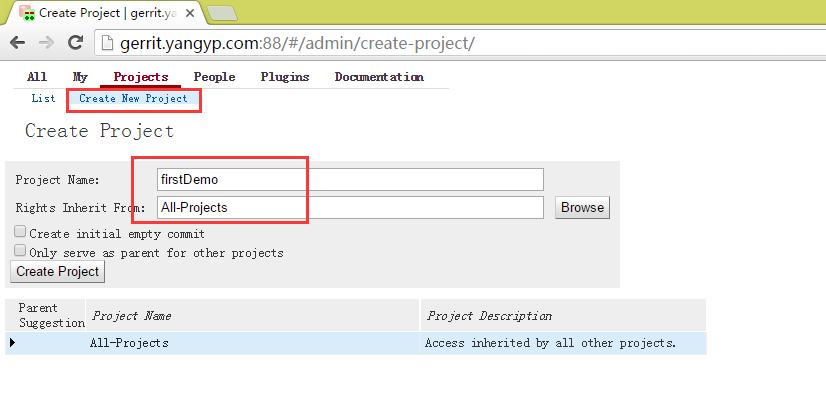 Create Project | gerrit.yangyp.com
gerrit.yangyp.com:88/#/admin/create-project/
All My Projects People Plugins Documentation
List Create New Project
Create Project
Project Name: firstDemo
Rights Inherit From: All-Projects Browse
Create initial empty commit
Only serve as parent for other projects
Create Project
Parent Suggestion Project Name Project Description
All-Projects Access inherited by all other projects.